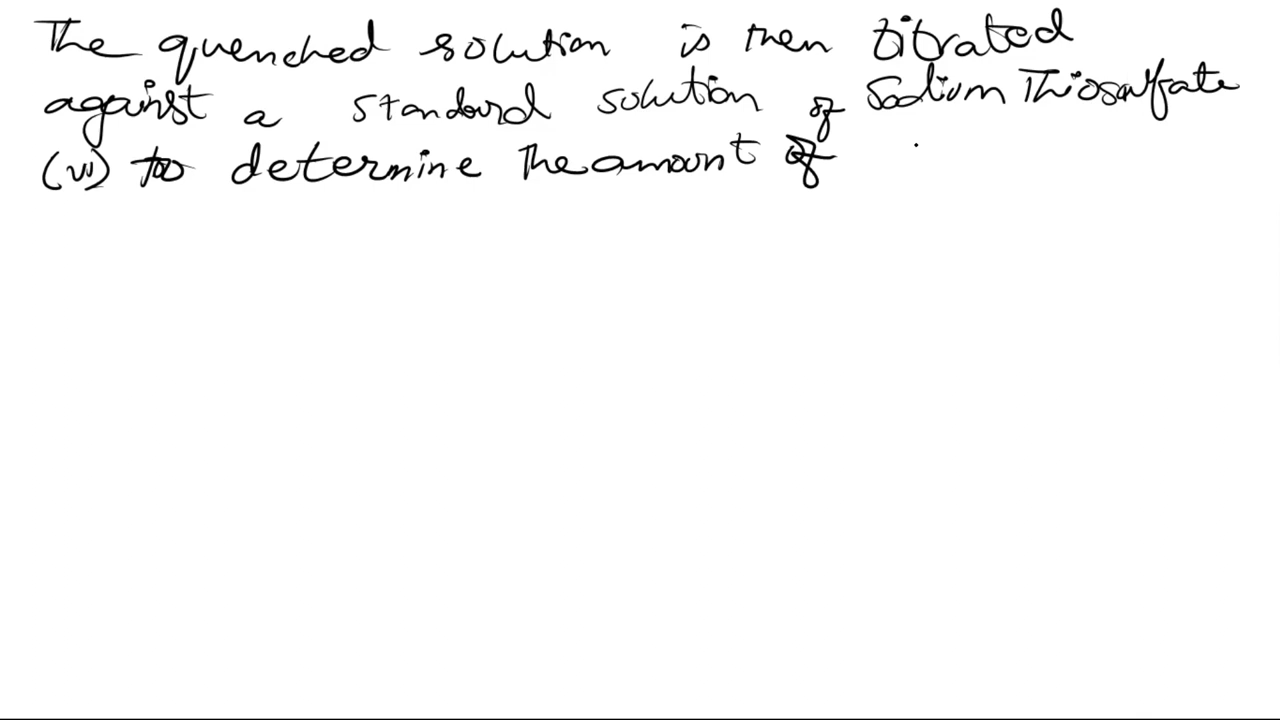 The quenched solution is then titrated
against a standard solution of Sodium Thiosulfate
(vi) to determine the amount of